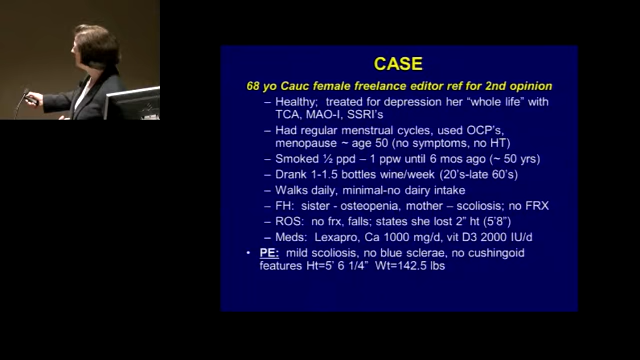 CASE
68 yo Cauc female freelance editor ref for 2nd opinion
– Healthy; treated for depression her "whole life" with
TCA, MAO-I, SSRI's
– Had regular menstrual cycles, used OCP's,
menopause ~ age 50 (no symptoms, no HT)
– Smoked ½ ppd – 1 ppw until 6 mos ago (~ 50 yrs)
– Drank 1-1.5 bottles wine/week (20's-late 60's)
– Walks daily, minimal-no dairy intake
– FH: sister - osteopenia, mother – scoliosis; no FRX
– ROS: no frx, falls; states she lost 2" ht (5'8")
– Meds: Lexapro, Ca 1000 mg/d, vit D3 2000 IU/d
• PE: mild scoliosis, no blue sclerae, no cushingoid
features Ht=5' 6 1/4" Wt=142.5 lbs